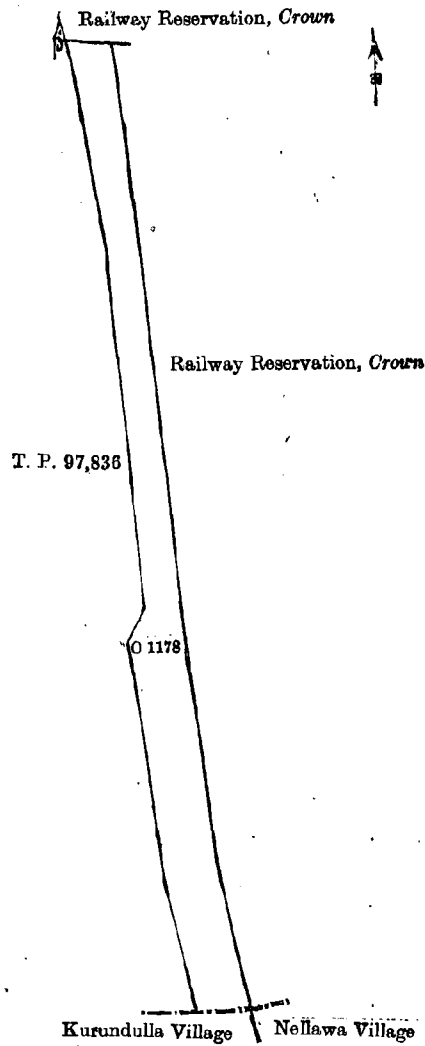 Railway Reservation, Crown
Railway Reservation, Crown
T. P. 97,836
O 1178
Kurundulla Village
Nellawa Village